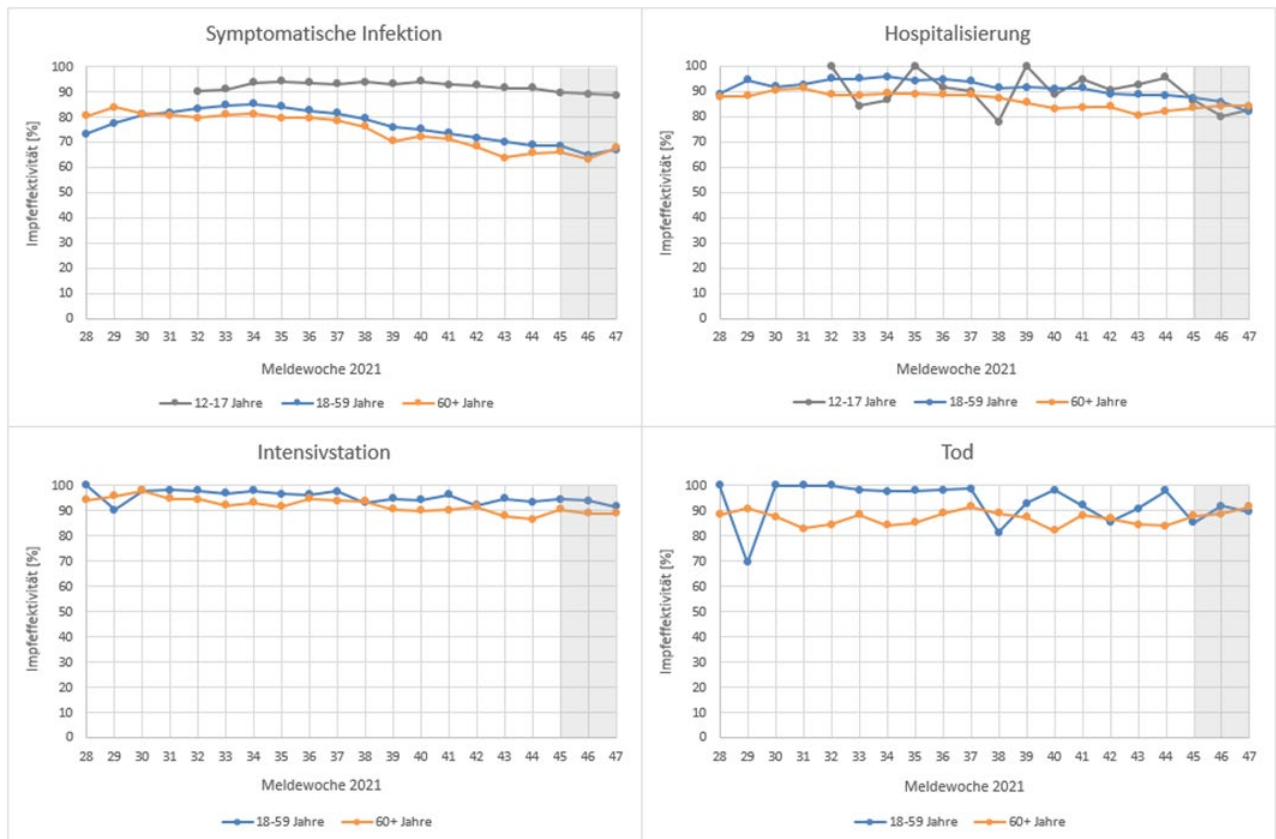 Symptomatische Infektion
Impfeffektivität [%]
100
90
80
70
60
50
40
30
20
10
0
28 29 30 31 32 33 34 35 36 37 38 39 40 41 42 43 44 45 46 47
Meldewoche 2021
12-17 Jahre 18-59 Jahre 60+ Jahre
Hospitalisierung
Impfeffektivität [%]
100
90
80
70
60
50
40
30
20
10
0
28 29 30 31 32 33 34 35 36 37 38 39 40 41 42 43 44 45 46 47
Meldewoche 2021
12-17 Jahre 18-59 Jahre 60+ Jahre
Intensivstation
Impfeffektivität [%]
100
90
80
70
60
50
40
30
20
10
0
28 29 30 31 32 33 34 35 36 37 38 39 40 41 42 43 44 45 46 47
Meldewoche 2021
18-59 Jahre 60+ Jahre
Tod
Impfeffektivität [%]
100
90
80
70
60
50
40
30
20
10
0
28 29 30 31 32 33 34 35 36 37 38 39 40 41 42 43 44 45 46 47
Meldewoche 2021
18-59 Jahre 60+ Jahre